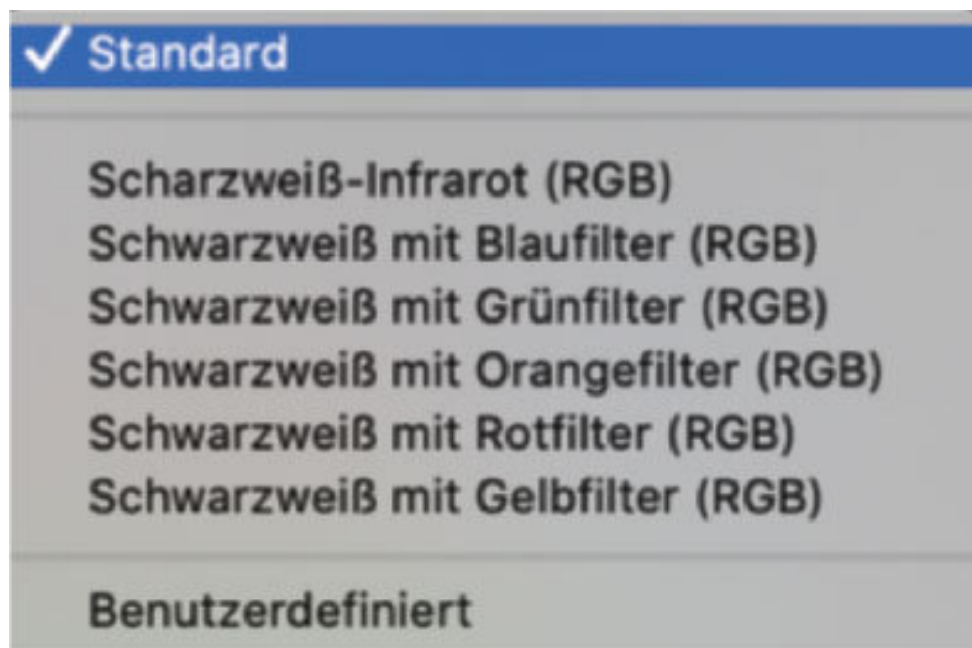 ✓ Standard
Scharzweiß-Infrarot (RGB)
Schwarzweiß mit Blaufilter (RGB)
Schwarzweiß mit Grünfilter (RGB)
Schwarzweiß mit Orangefilter (RGB)
Schwarzweiß mit Rotfilter (RGB)
Schwarzweiß mit Gelbfilter (RGB)
Benutzerdefiniert